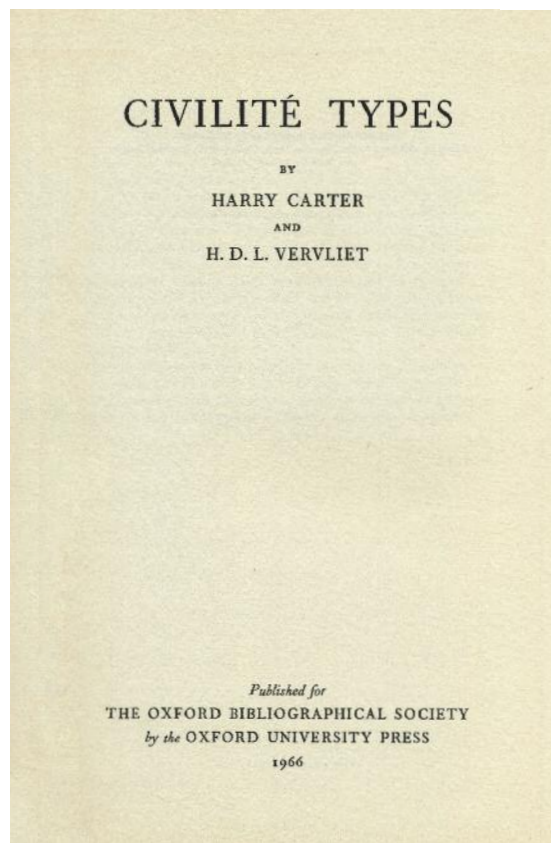 CIVILITÉ TYPES
BY
HARRY CARTER
AND
H. D. L. VERVLIET
Published for
THE OXFORD BIBLIOGRAPHICAL SOCIETY
by the OXFORD UNIVERSITY PRESS
1966